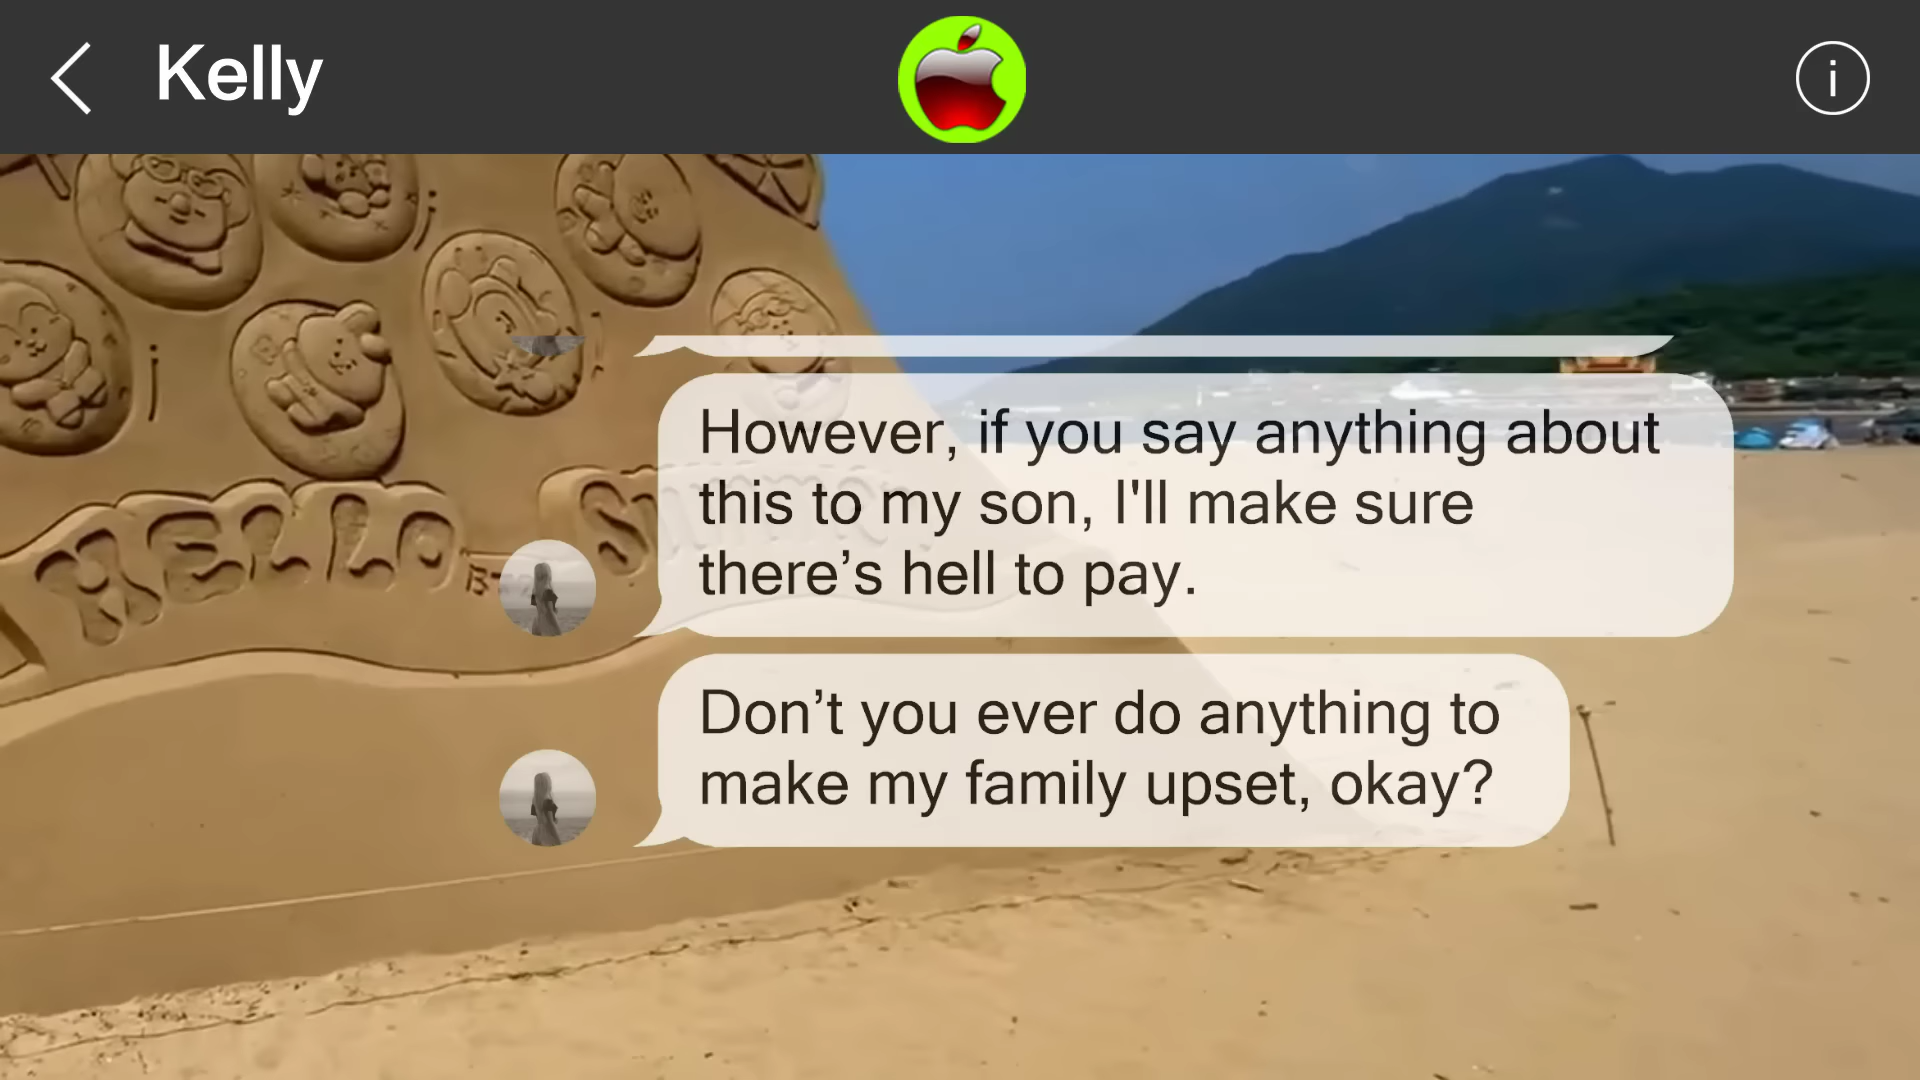 Kelly
i
However, if you say anything about
this to my son, I'll make sure
there’s hell to pay.
Don’t you ever do anything to
make my family upset, okay?
HELLO